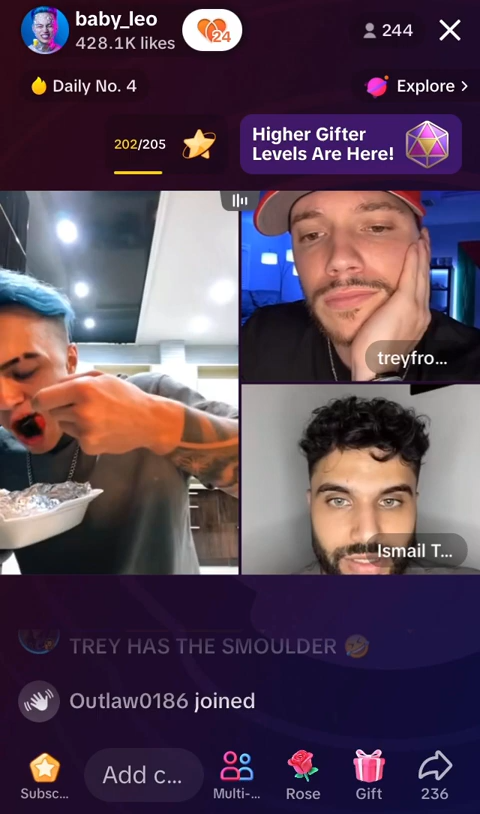 baby_leo
428.1K likes
24
244
Daily No. 4
Explore >
202/205
Higher Gifter
Levels Are Here!
treyfro...
Ismail T...
TREY HAS THE SMOULDER 🤣
Outlaw0186 joined
Subsc...
Add c...
Multi-...
Rose
Gift
236